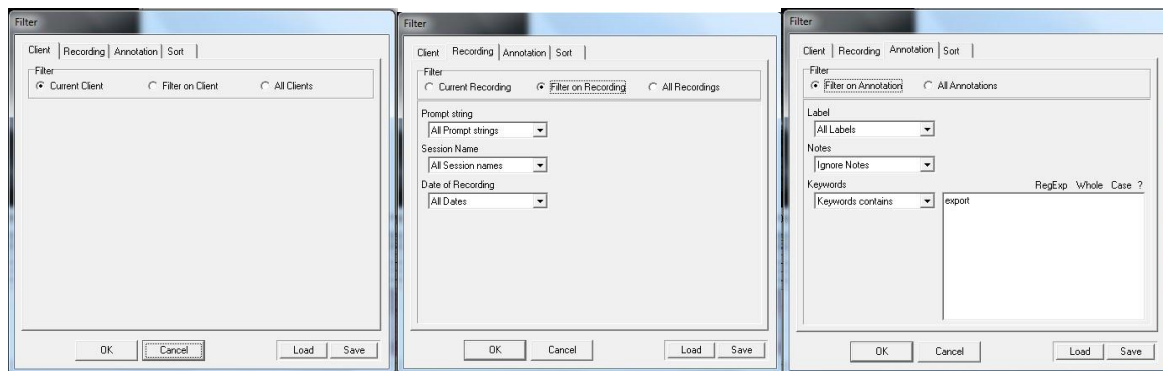 Filter
Client Recording Annotation Sort
Filter
Current Client Filter on Client All Clients
OK Cancel Load Save
Filter
Client Recording Annotation Sort
Filter
Current Recording Filter on Recording All Recordings
Prompt string
All Prompt strings
Session Name
All Session names
Date of Recording
All Dates
OK Cancel Load Save
Filter
Client Recording Annotation Sort
Filter
Filter on Annotation All Annotations
Label
All Labels
Notes
Ignore Notes
Keywords RegExp Whole Case ?
Keywords contains export
OK Cancel Load Save